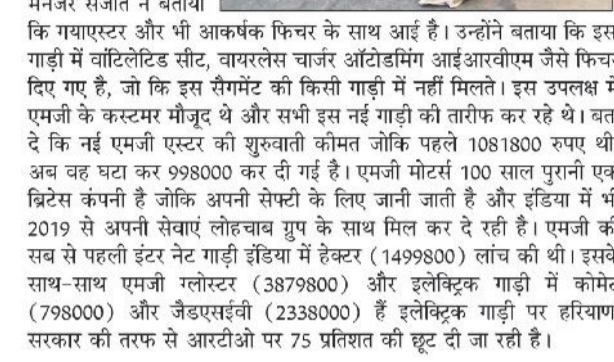 मैनेजर संजीत ने बताया
कि गयाएस्टर और भी आकर्षक फिचर के साथ आई है। उन्होंने बताया कि इस
गाड़ी में वांटिलेटिड सीट, वायरलेस चार्जर ऑटोडमिंग आईआरवीएम जैसे फिचर
दिए गए है, जो कि इस सैगमेंट की किसी गाड़ी में नहीं मिलते। इस उपलक्ष में
एमजी के कस्टमर मौजूद थे और सभी इस नई गाड़ी की तारीफ कर रहे थे। बत
दे कि नई एमजी एस्टर की शुरुवाती कीमत जोकि पहले 1081800 रुपए थी
अब वह घटा कर 998000 कर दी गई है। एमजी मोटर्स 100 साल पुरानी एक
ब्रिटेस कंपनी है जोकि अपनी सेफ्टी के लिए जानी जाती है और इंडिया में भ
2019 से अपनी सेवाएं लोहचाब ग्रुप के साथ मिल कर दे रही है। एमजी क
सब से पहली इंटर नेट गाड़ी इंडिया में हेक्टर (1499800) लांच की थी। इसके
साथ-साथ एमजी ग्लोस्टर (3879800) और इलेक्ट्रिक गाड़ी में कोमेट
(798000) और जैडएसईवी (2338000) हैं इलेक्ट्रिक गाड़ी पर हरियाण
सरकार की तरफ से आरटीओ पर 75 प्रतिशत की छूट दी जा रही है।